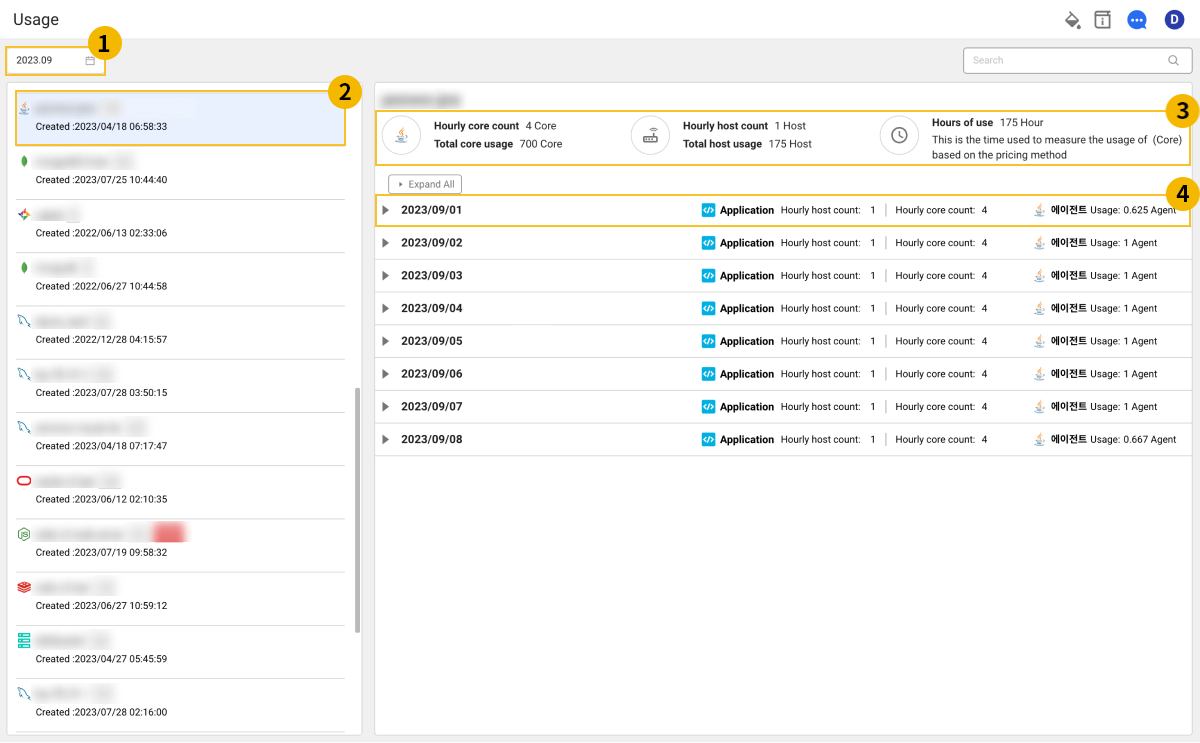 Usage
D
1
2023.09
Search
2
Created :2023/04/18 06:58:33
Created :2023/07/25 10:44:40
Created :2022/06/13 02:33:06
Created :2022/06/27 10:44:58
Created :2022/12/28 04:15:57
Created :2023/07/28 03:50:15
Created :2023/04/18 07:17:47
Created :2023/06/12 02:10:35
Created :2023/07/19 09:58:32
Created :2023/06/27 10:59:12
Created :2023/04/27 05:45:59
Created :2023/07/28 02:16:00
3
Hourly core count 4 Core
Total core usage 700 Core
Hourly host count 1 Host
Total host usage 175 Host
Hours of use 175 Hour
This is the time used to measure the usage of (Core)
based on the pricing method
Expand All
4
2023/09/01 Application Hourly host count: 1 Hourly core count: 4 에이전트 Usage: 0.625 Agent
2023/09/02 Application Hourly host count: 1 Hourly core count: 4 에이전트 Usage: 1 Agent
2023/09/03 Application Hourly host count: 1 Hourly core count: 4 에이전트 Usage: 1 Agent
2023/09/04 Application Hourly host count: 1 Hourly core count: 4 에이전트 Usage: 1 Agent
2023/09/05 Application Hourly host count: 1 Hourly core count: 4 에이전트 Usage: 1 Agent
2023/09/06 Application Hourly host count: 1 Hourly core count: 4 에이전트 Usage: 1 Agent
2023/09/07 Application Hourly host count: 1 Hourly core count: 4 에이전트 Usage: 1 Agent
2023/09/08 Application Hourly host count: 1 Hourly core count: 4 에이전트 Usage: 0.667 Agent